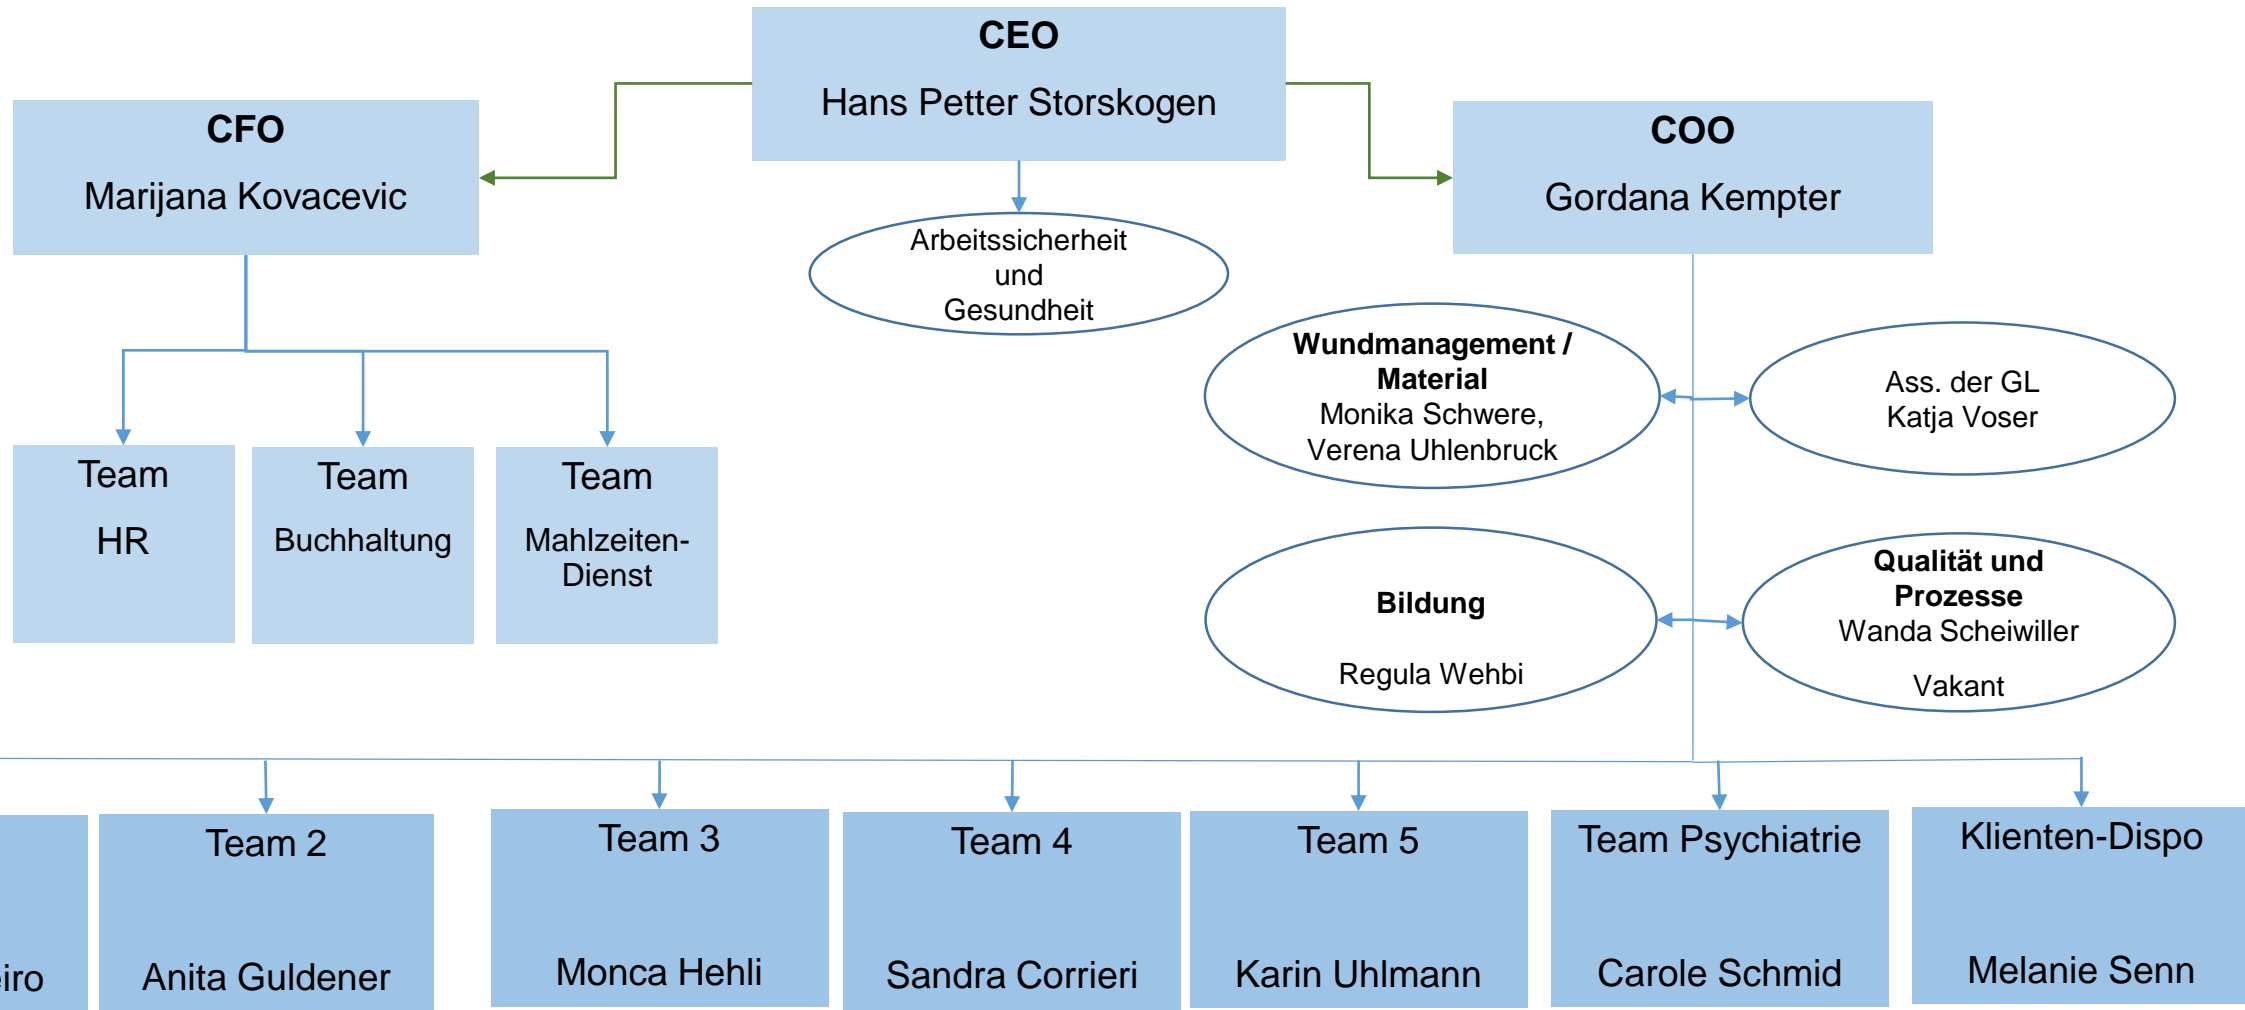 CEO
Hans Petter Storskogen
CFO
Marijana Kovacevic
COO
Gordana Kempter
Arbeitssicherheit
und
Gesundheit
Wundmanagement /
Material
Monika Schwere,
Verena Uhlenbruck
Ass. der GL
Katja Voser
Team
HR
Team
Buchhaltung
Team
Mahlzeiten-
Dienst
Bildung
Regula Wehbi
Qualität und
Prozesse
Wanda Scheiwiller
Vakant
Team 2
Anita Guldener
Team 3
Monca Hehli
Team 4
Sandra Corrieri
Team 5
Karin Uhlmann
Team Psychiatrie
Carole Schmid
Klienten-Dispo
Melanie Senn